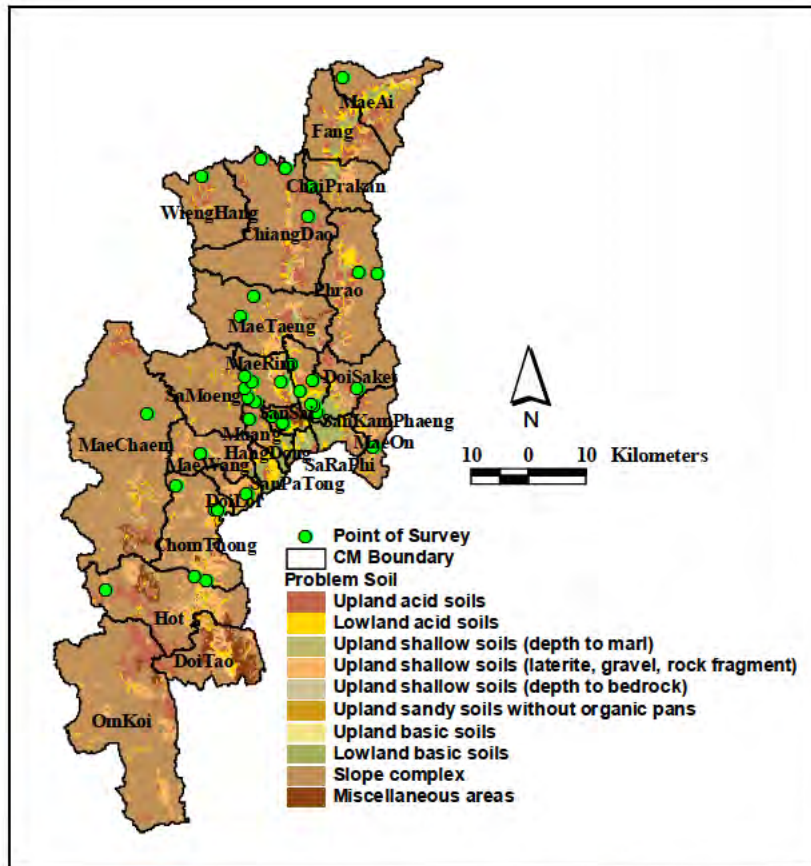 MaeAi
Fang
ChaiPrakan
WiengHang
ChiangDao
Phrao
MaeTaeng
MaeRim
DoiSaket
SaMoeng
SanSai
SanKamPhaeng
MaeChaem
Muang
MaeOn
HangDong
MaeWang
SaRaPhi
SanPaTong
DoiLor
ChomThong
Hot
DoiTao
OmKoi
N
10 0 10 Kilometers
Point of Survey
CM Boundary
Problem Soil
Upland acid soils
Lowland acid soils
Upland shallow soils (depth to marl)
Upland shallow soils (laterite, gravel, rock fragment)
Upland shallow soils (depth to bedrock)
Upland sandy soils without organic pans
Upland basic soils
Lowland basic soils
Slope complex
Miscellaneous areas